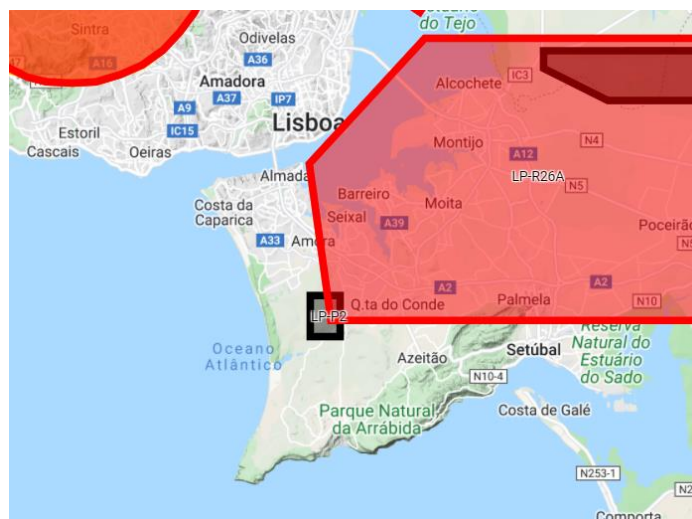 do Tejo
Sintra
Odivelas
A16
A36
Amadora
A37
IP7
IC3
Alcochete
A9
Lisboa
Estoril
IC15
Montijo
N4
Cascais
Oeiras
A12
Almada
LP-R26A
N5
Costa da
Caparica
Barreiro
Seixal
Moita
A39
Poceirão
A33
Amora
A2
A2
LP-P2
Q.ta do Conde
Palmela
N10
Reserva
Natural do
Estuário
do Sado
Oceano
Atlântico
Azeitão
Setúbal
N10-4
Parque Natural
da Arrábida
Costa de Galé
N253-1
Comporta